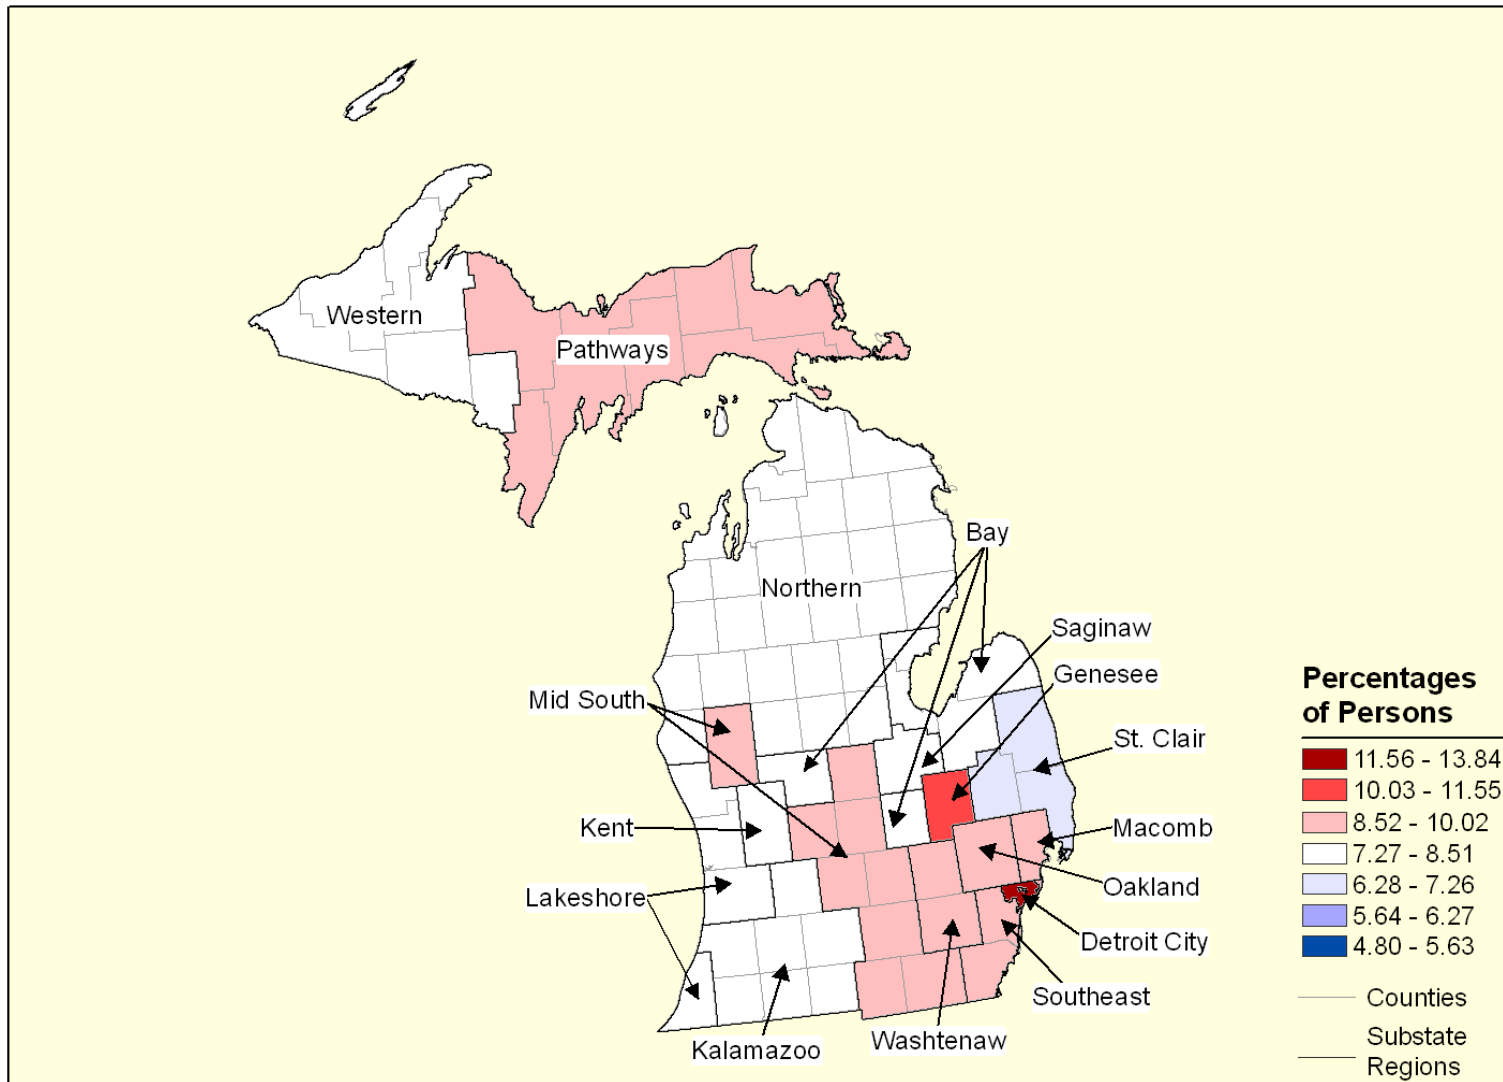 Western
Pathways
Bay
Northern
Saginaw
Genesee
Mid South
St. Clair
Kent
Macomb
Oakland
Lakeshore
Detroit City
Southeast
Washtenaw
Kalamazoo
Percentages
of Persons
11.56 - 13.84
10.03 - 11.55
8.52 - 10.02
7.27 - 8.51
6.28 - 7.26
5.64 - 6.27
4.80 - 5.63
Counties
Substate
Regions